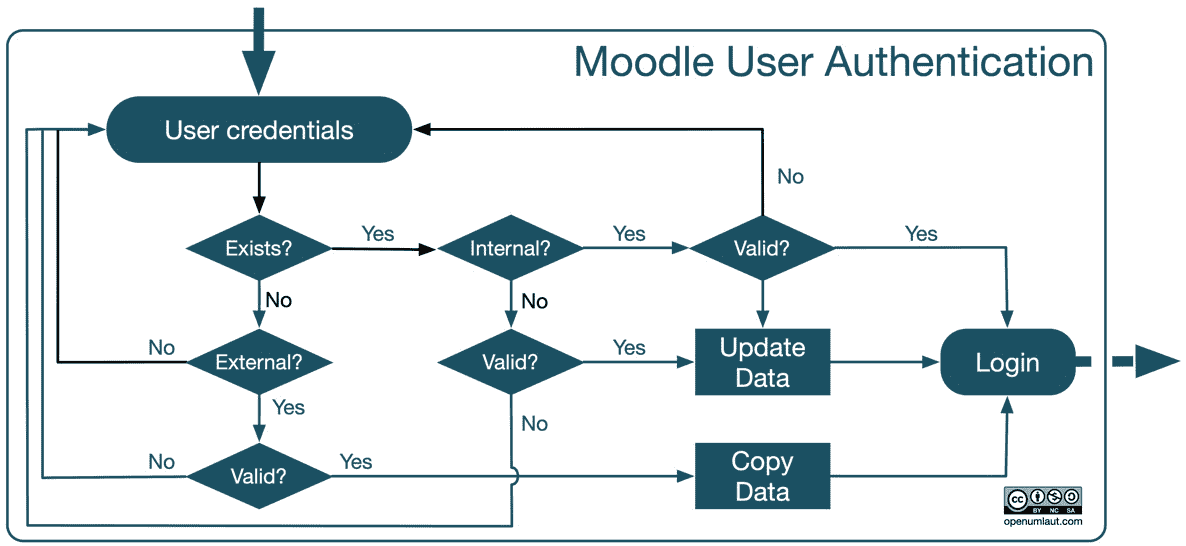 Moodle User Authentication
User credentials
No
Exists?
Yes
Internal?
Yes
Valid?
Yes
No
No
No
External?
Valid?
Yes
Update
Data
Login
Yes
No
No
Valid?
Yes
Copy
Data
cc
BY NC SA
openumlaut.com